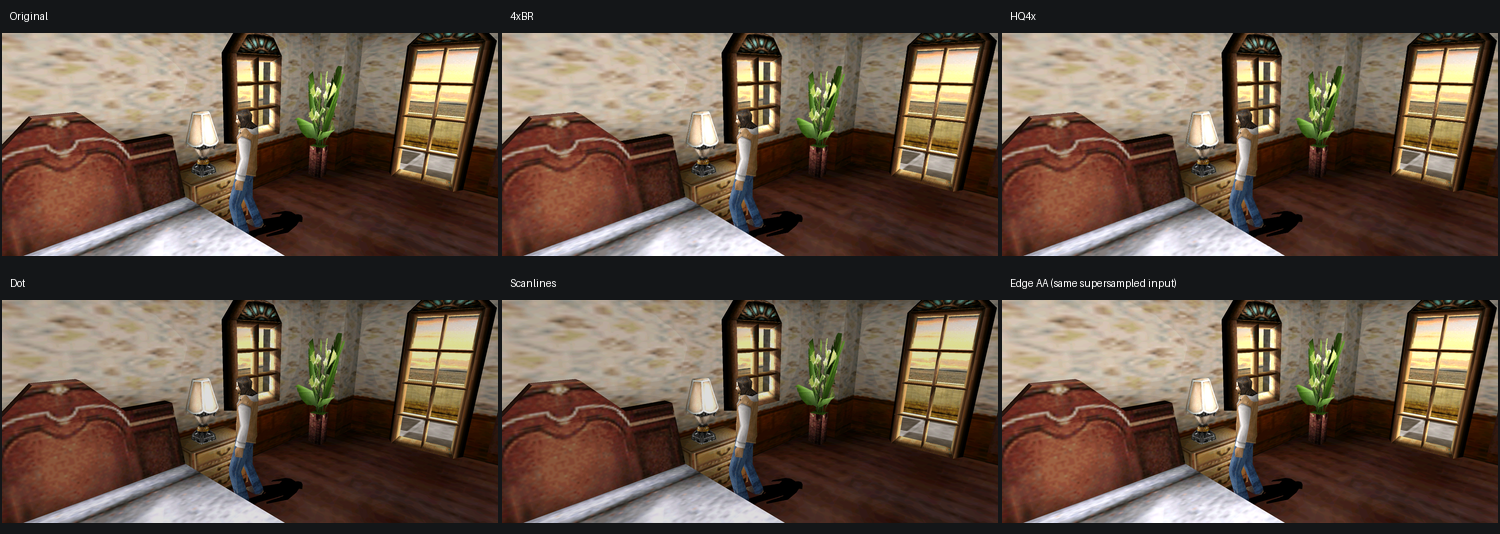 Original
4xBR
HQ4x
Dot
Scanlines
Edge AA (same supersampled input)